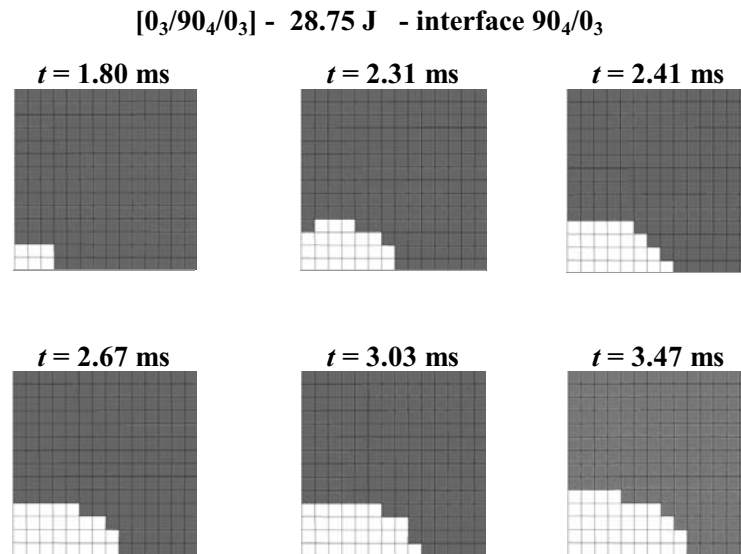 [0₃/90₄/0₃] - 28.75 J - interface 90₄/0₃
t = 1.80 ms
t = 2.31 ms
t = 2.41 ms
t = 2.67 ms
t = 3.03 ms
t = 3.47 ms